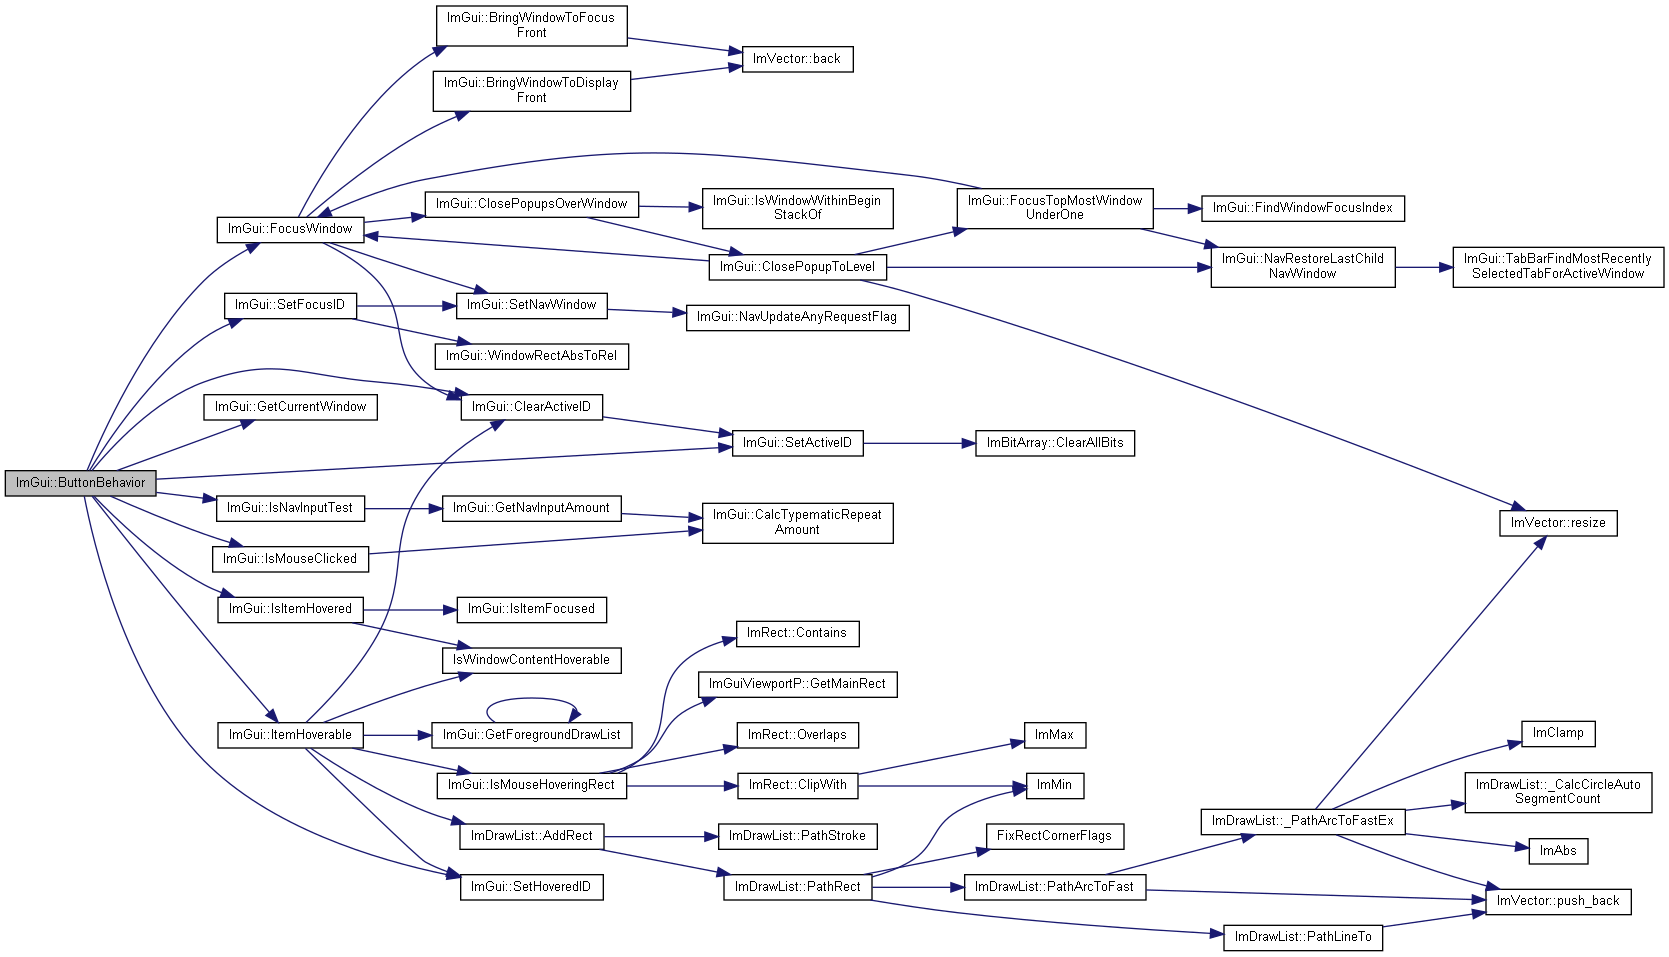 ImGui::BringWindowToFocus
Front
ImVector::back
ImGui::BringWindowToDisplay
Front
ImGui::ClosePopupsOverWindow
ImGui::IsWindowWithinBegin
StackOf
ImGui::FocusTopMostWindow
UnderOne
ImGui::FindWindowFocusIndex
ImGui::FocusWindow
ImGui::ClosePopupToLevel
ImGui::NavRestoreLastChild
NavWindow
ImGui::TabBarFindMostRecently
SelectedTabForActiveWindow
ImGui::SetFocusID
ImGui::SetNavWindow
ImGui::NavUpdateAnyRequestFlag
ImGui::WindowRectAbsToRel
ImGui::GetCurrentWindow
ImGui::ClearActiveID
ImGui::SetActiveID
ImBitArray::ClearAllBits
ImGui::ButtonBehavior
ImGui::IsNavInputTest
ImGui::GetNavInputAmount
ImGui::CalcTypematicRepeat
Amount
ImVector::resize
ImGui::IsMouseClicked
ImGui::IsItemHovered
ImGui::IsItemFocused
ImRect::Contains
IsWindowContentHoverable
ImGuiViewportP::GetMainRect
ImGui::ItemHoverable
ImGui::GetForegroundDrawList
ImRect::Overlaps
ImMax
ImClamp
ImGui::IsMouseHoveringRect
ImRect::ClipWith
ImMin
ImDrawList::_CalcCircleAuto
SegmentCount
ImDrawList::AddRect
ImDrawList::PathStroke
FixRectCornerFlags
ImDrawList::_PathArcToFastEx
ImAbs
ImGui::SetHoveredID
ImDrawList::PathRect
ImDrawList::PathArcToFast
ImVector::push_back
ImDrawList::PathLineTo